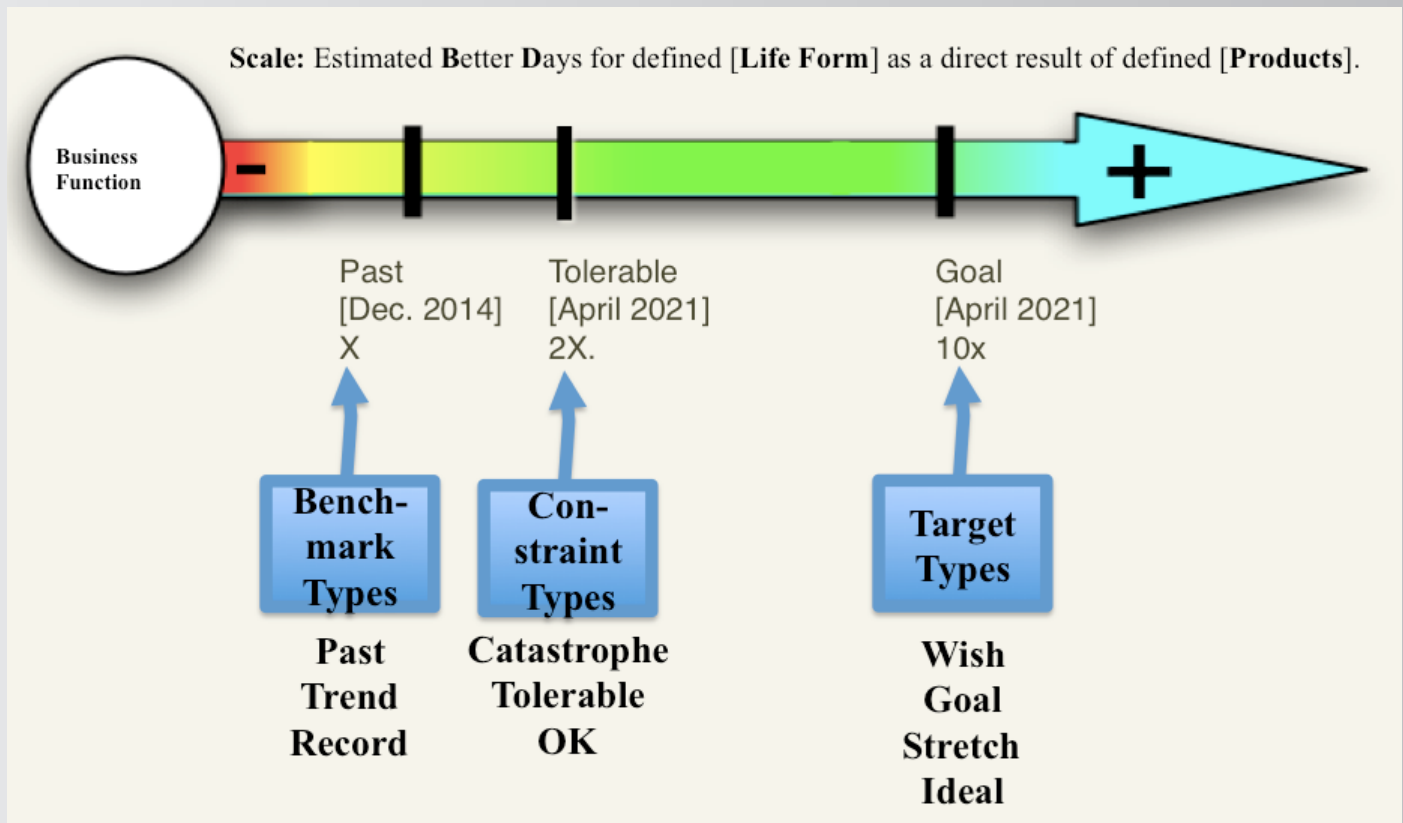 Scale: Estimated Better Days for defined [Life Form] as a direct result of defined [Products].
Business
Function
-
+
Past
[Dec. 2014]
X
Tolerable
[April 2021]
2X.
Goal
[April 2021]
10x
Bench-
mark
Types
Con-
straint
Types
Target
Types
Past
Trend
Record
Catastrophe
Tolerable
OK
Wish
Goal
Stretch
Ideal